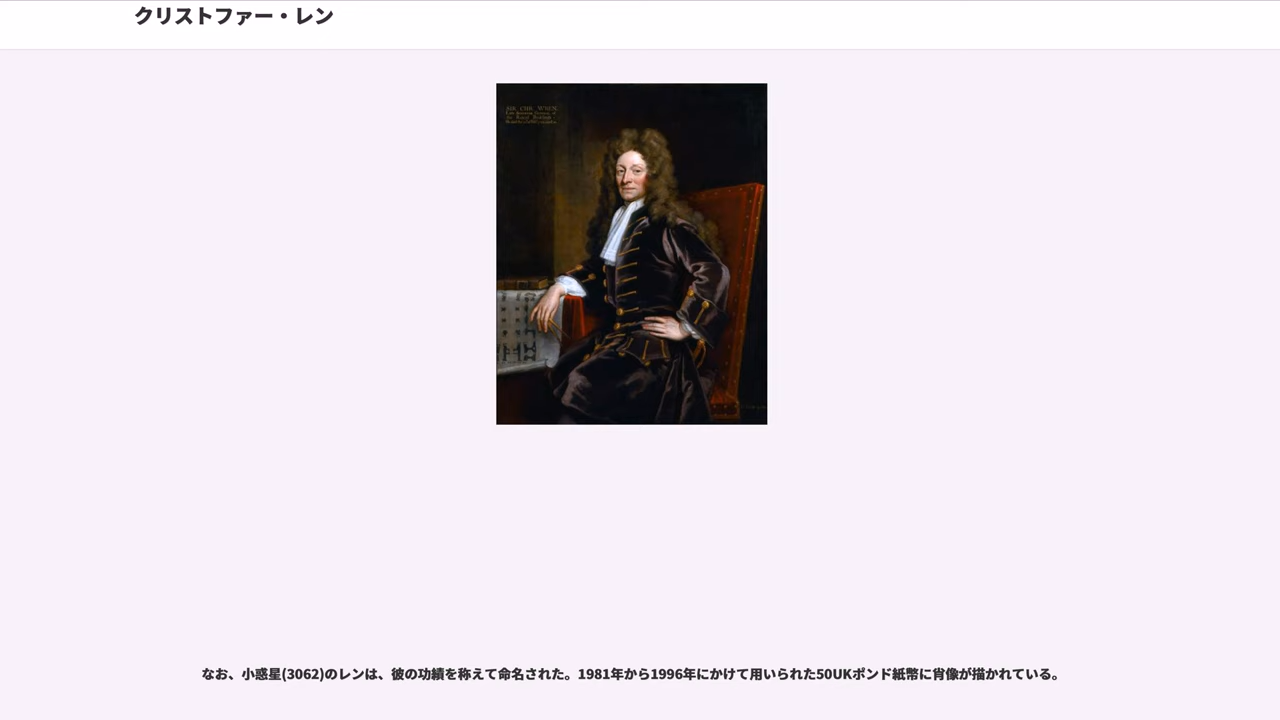 クリストファー・レン
SIR CHR. WREN.
なお、小惑星(3062)のレンは、彼の功績を称えて命名された。1981年から1996年にかけて用いられた50UKポンド紙幣に肖像が描かれている。